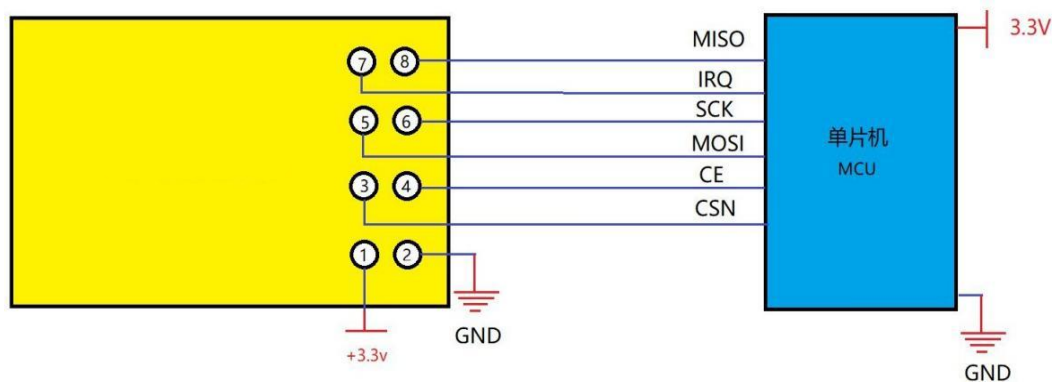 3.3V
MISO
7 8
IRQ
SCK
5 6
单片机
MCU
MOSI
CE
3 4
CSN
1 2
GND
+3.3v
GND